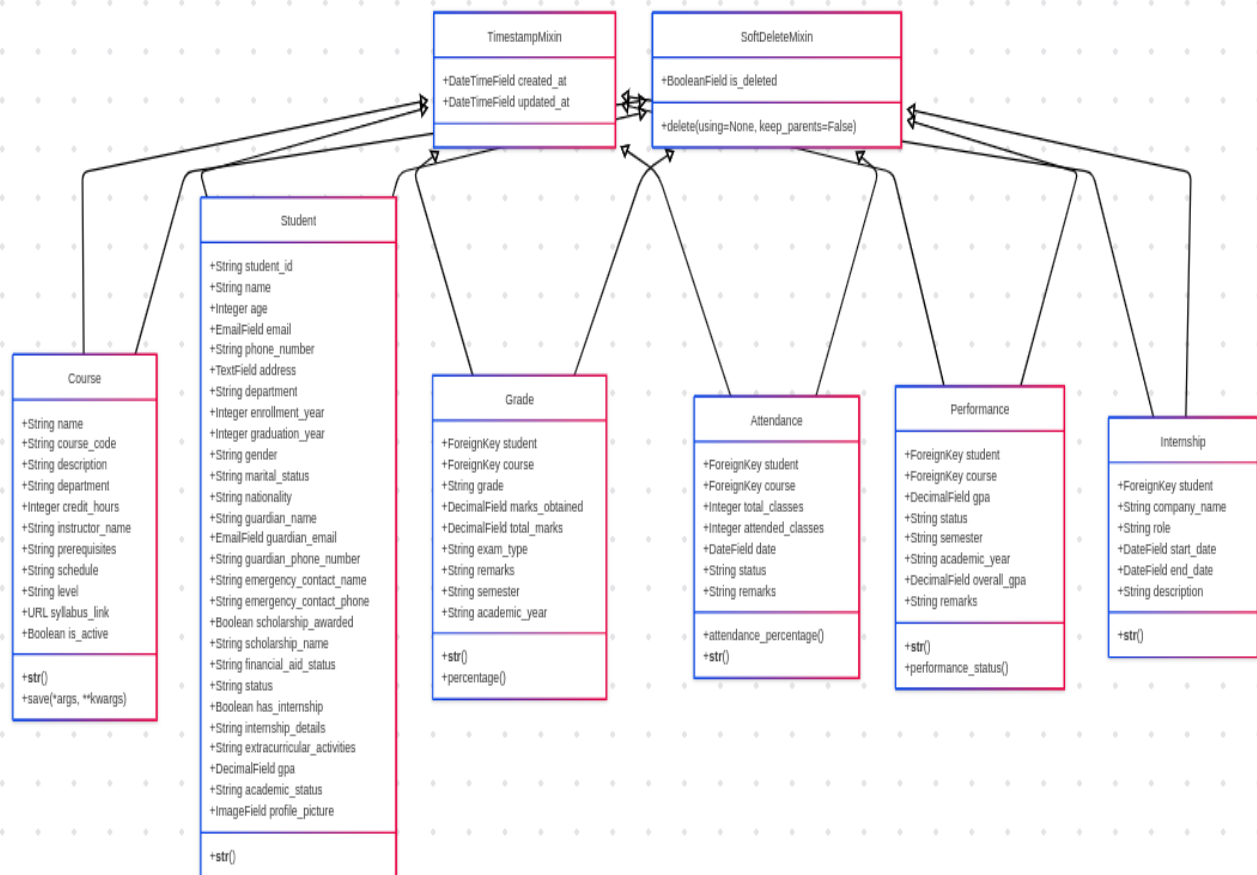 TimestampMixin
+DateTimeField created_at
+DateTimeField updated_at
SoftDeleteMixin
+BooleanField is_deleted
+delete(using=None, keep_parents=False)
Course
+String name
+String course_code
+String description
+String department
+Integer credit_hours
+String instructor_name
+String prerequisites
+String schedule
+String level
+URL syllabus_link
+Boolean is_active
+str()
+save(*args, **kwargs)
Student
+String student_id
+String name
+Integer age
+EmailField email
+String phone_number
+TextField address
+String department
+Integer enrollment_year
+Integer graduation_year
+String gender
+String marital_status
+String nationality
+String guardian_name
+EmailField guardian_email
+String guardian_phone_number
+String emergency_contact_name
+String emergency_contact_phone
+Boolean scholarship_awarded
+String scholarship_name
+String financial_aid_status
+String status
+Boolean has_internship
+String internship_details
+String extracurricular_activities
+DecimalField gpa
+String academic_status
+ImageField profile_picture
+str()
Grade
+ForeignKey student
+ForeignKey course
+String grade
+DecimalField marks_obtained
+DecimalField total_marks
+String exam_type
+String remarks
+String semester
+String academic_year
+str()
+percentage()
Attendance
+ForeignKey student
+ForeignKey course
+Integer total_classes
+Integer attended_classes
+DateField date
+String status
+String remarks
+attendance_percentage()
+str()
Performance
+ForeignKey student
+ForeignKey course
+DecimalField gpa
+String status
+String semester
+String academic_year
+DecimalField overall_gpa
+String remarks
+str()
+performance_status()
Internship
+ForeignKey student
+String company_name
+String role
+DateField start_date
+DateField end_date
+String description
+str()